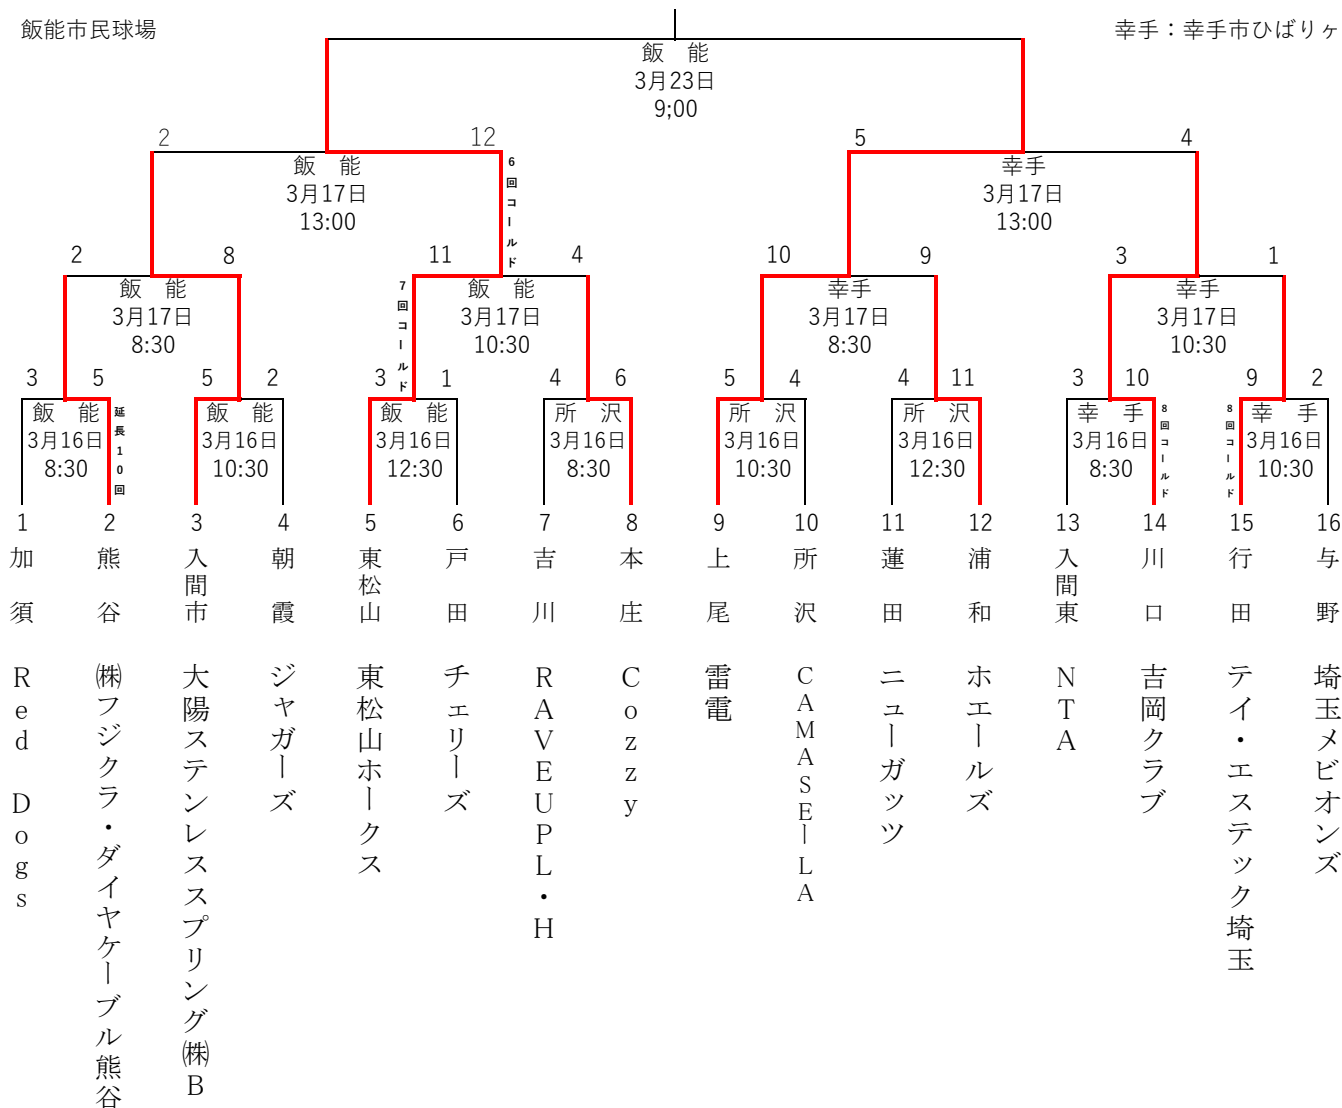 飯能市民球場
幸手：幸手市ひばりヶ
飯　能
3月23日
9;00
2
12
5
4
飯　能
3月17日
13:00
6回コールド
幸手
3月17日
13:00
2
8
11
4
10
9
3
1
飯　能
3月17日
8:30
7回コールド
飯　能
3月17日
10:30
幸手
3月17日
8:30
幸手
3月17日
10:30
3
5
5
2
3
1
4
6
5
4
4
11
3
10
9
2
飯　能
3月16日
8:30
延長10回
飯　能
3月16日
10:30
飯　能
3月16日
12:30
所　沢
3月16日
8:30
所　沢
3月16日
10:30
所　沢
3月16日
12:30
幸　手
3月16日
8:30
8回コールド
8回コールド
幸　手
3月16日
10:30
1
2
3
4
5
6
7
8
9
10
11
12
13
14
15
16
加　須
熊　谷
入間市
朝　霞
東松山
戸　田
吉　川
本　庄
上　尾
所　沢
蓮　田
浦　和
入間東
川　口
行　田
与　野
Red Dogs
㈱フジクラ・ダイヤケーブル熊谷
大陽ステンレススプリング㈱B
ジャガーズ
東松山ホークス
チェリーズ
RAVEUPL・H
Cozzy
雷電
CAMASEーLA
ニューガッツ
ホエールズ
NTA
吉岡クラブ
テイ・エステック埼玉
埼玉メビオンズ